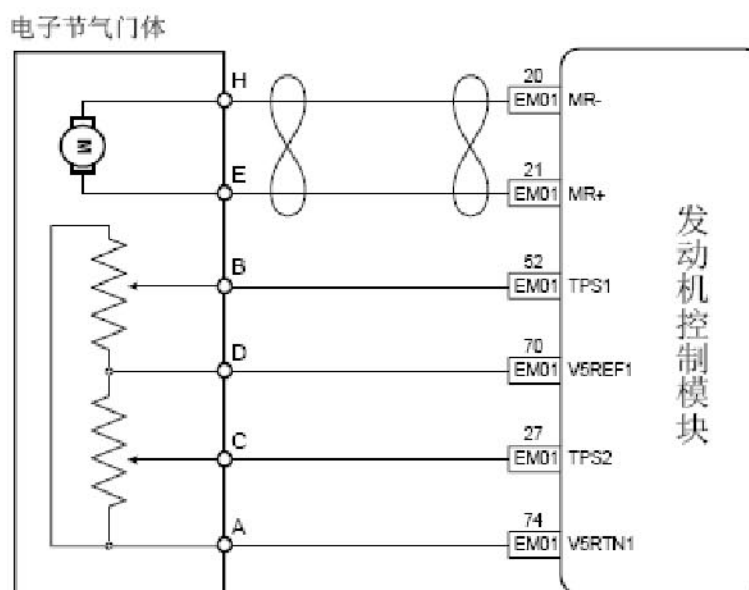 电子节气门体
H 20 EM01 MR-
M
E 21 EM01 MR+
B 52 EM01 TPS1
D 70 EM01 V5REF1
C 27 EM01 TPS2
A 74 EM01 V5RTN1
发动机控制模块